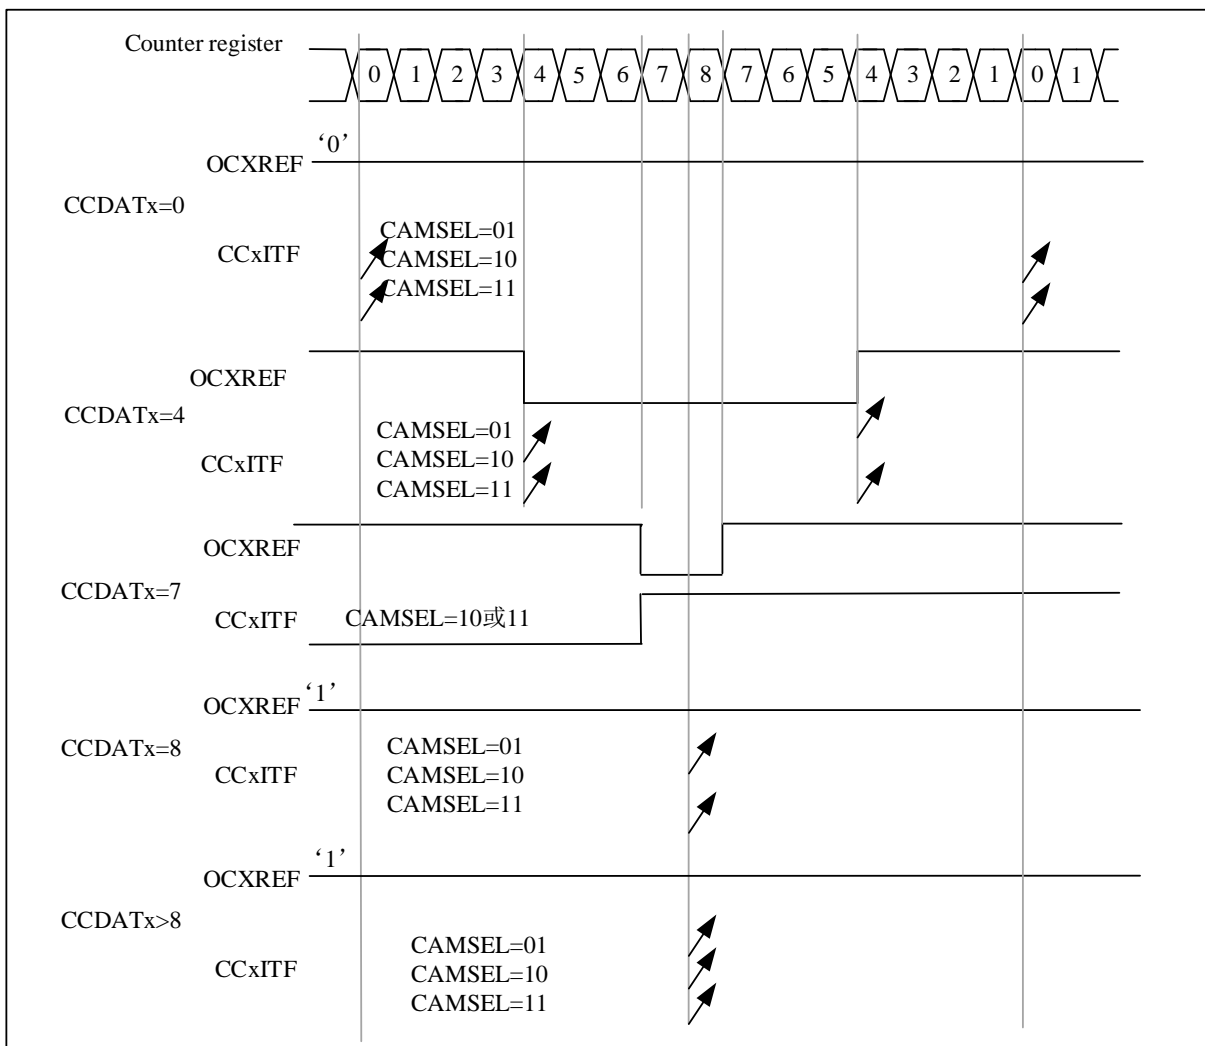 Counter register
0 1 2 3 4 5 6 7 8 7 6 5 4 3 2 1 0 1
‘0’
OCXREF
CCDATx=0
CCxITF
CAMSEL=01
CAMSEL=10
CAMSEL=11
OCXREF
CCDATx=4
CCxITF
CAMSEL=01
CAMSEL=10
CAMSEL=11
OCXREF
CCDATx=7
CCxITF
CAMSEL=10或11
‘1’
OCXREF
CCDATx=8
CCxITF
CAMSEL=01
CAMSEL=10
CAMSEL=11
‘1’
OCXREF
CCDATx>8
CCxITF
CAMSEL=01
CAMSEL=10
CAMSEL=11